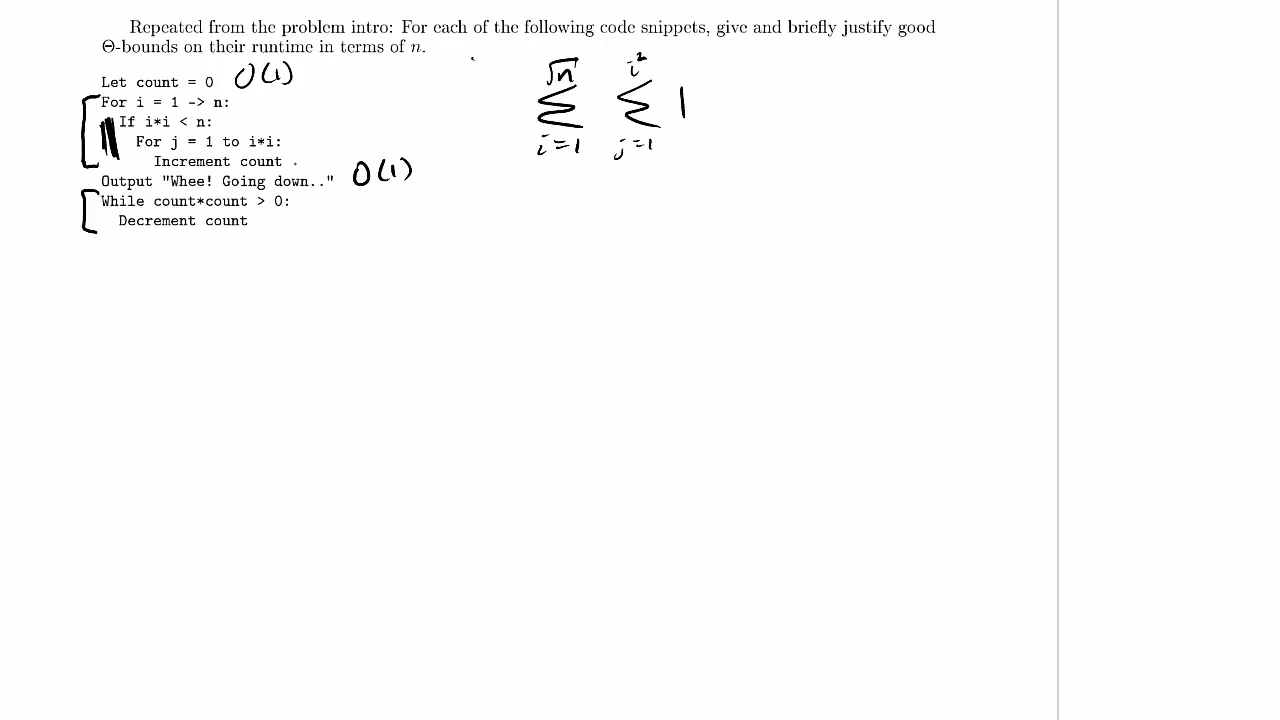 Repeated from the problem intro: For each of the following code snippets, give and briefly justify good
Θ-bounds on their runtime in terms of n.
Let count = 0 O(1)
For i = 1 -> n:
If i*i < n:
For j = 1 to i*i:
Increment count
Output "Whee! Going down.." O(1)
While count*count > 0:
Decrement count
√n i²
Σ Σ 1
i=1 j=1